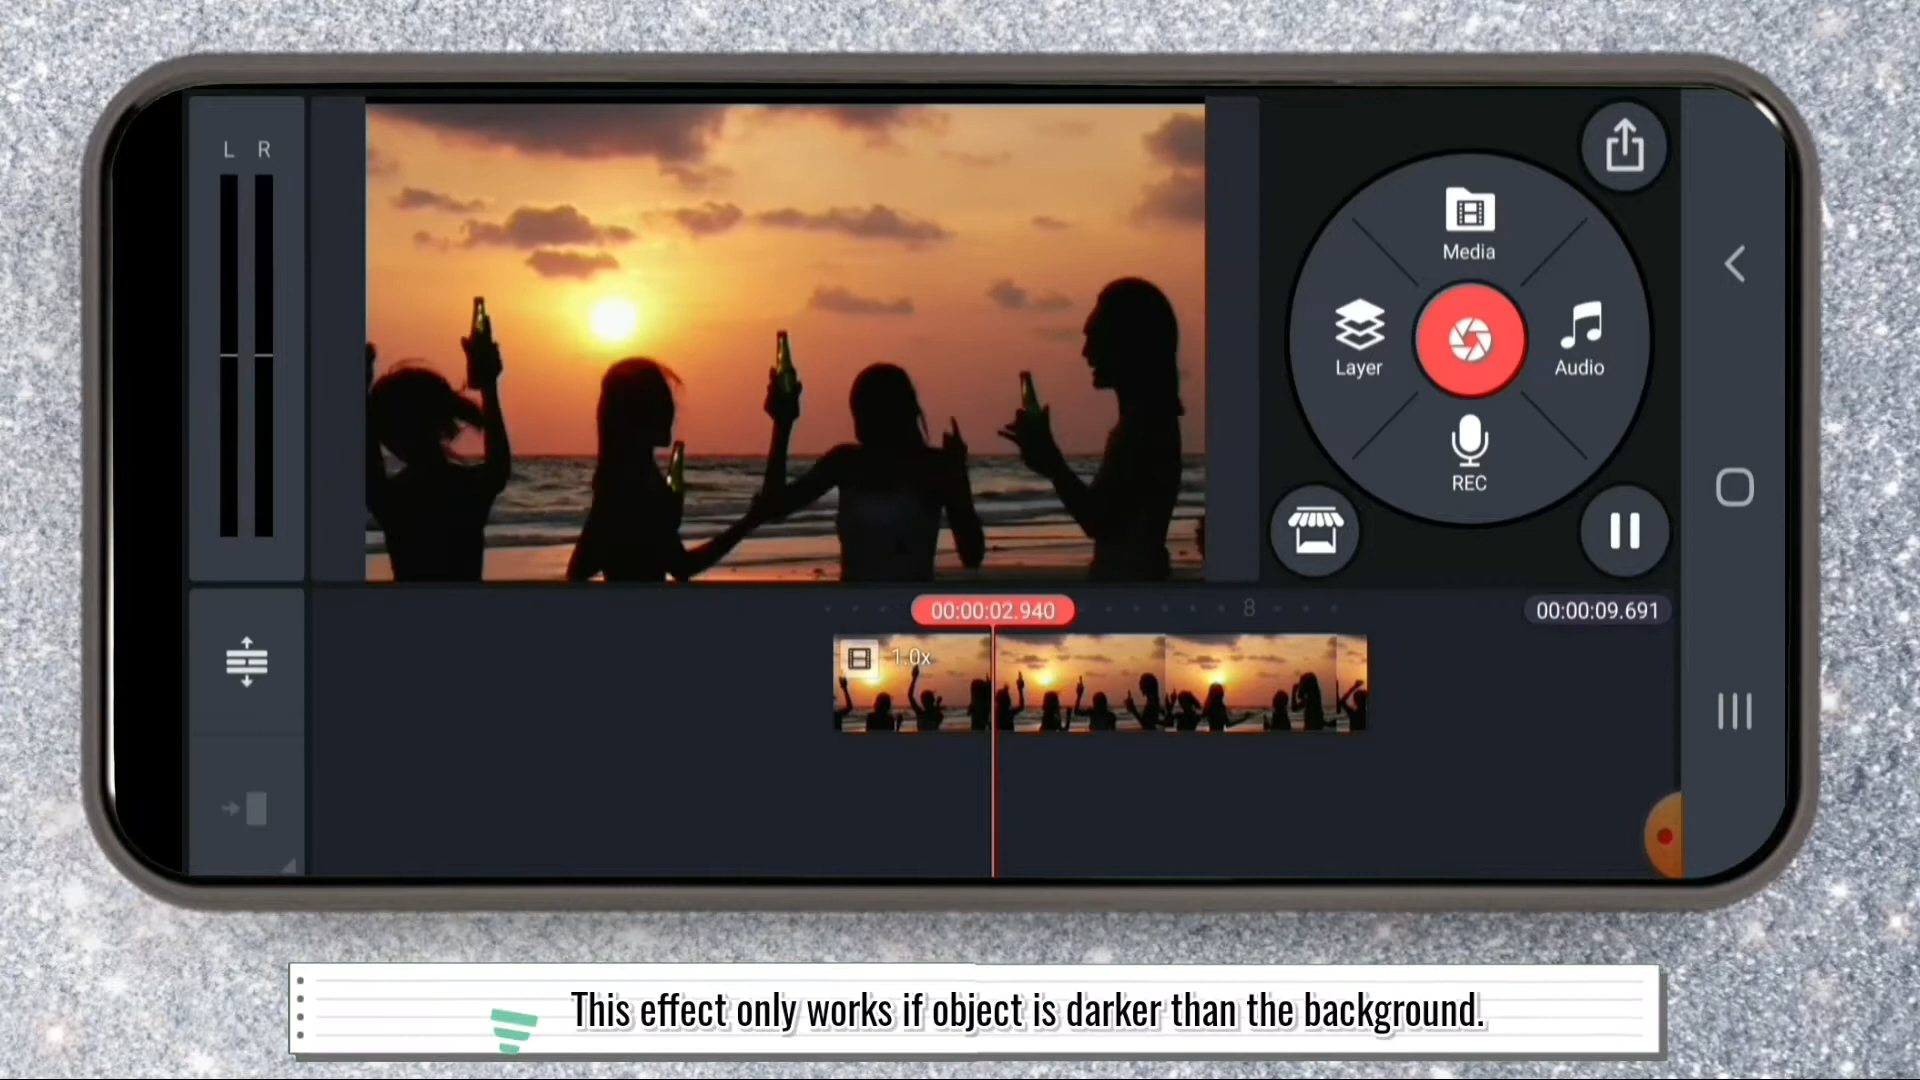 L R
Media
Layer
Audio
REC
00:00:02.940
8
00:00:09.691
1.0x
This effect only works if object is darker than the background.